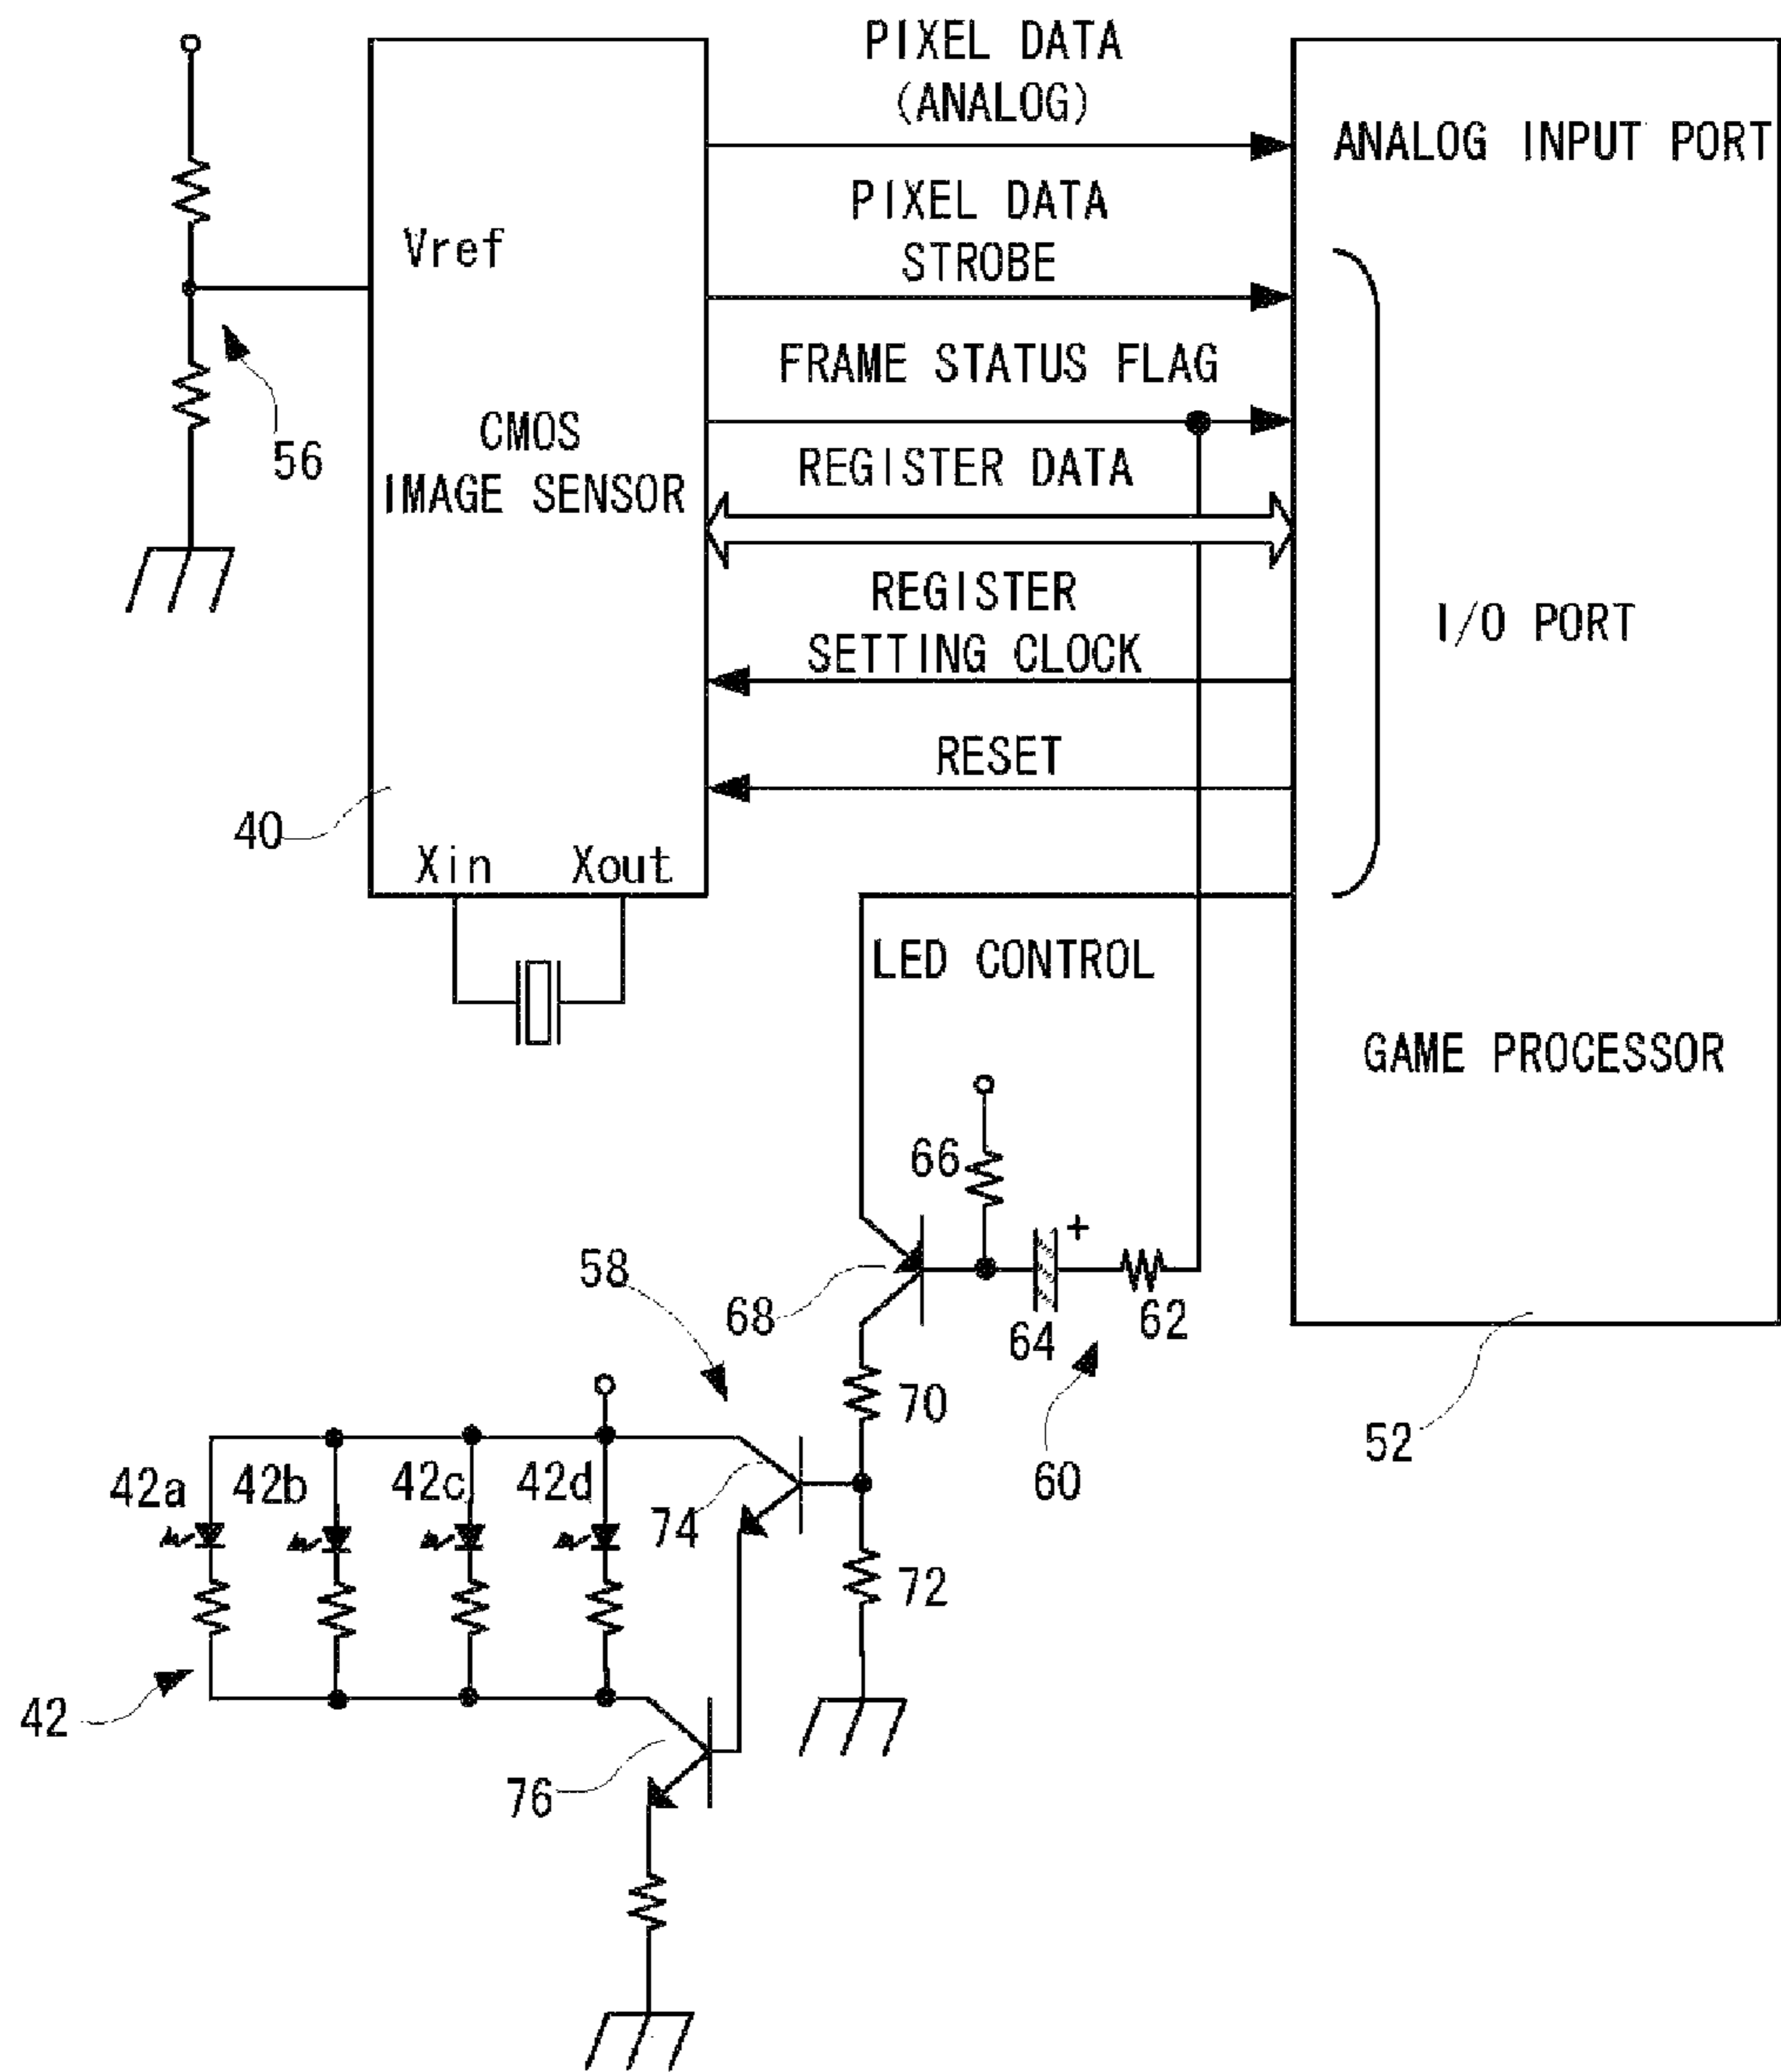 PIXEL DATA
(ANALOG)
ANALOG INPUT PORT
PIXEL DATA
STROBE
Vref
FRAME STATUS FLAG
CMOS
IMAGE SENSOR
56
REGISTER DATA
REGISTER
SETTING CLOCK
I/O PORT
RESET
40
Xin
Xout
LED CONTROL
GAME PROCESSOR
66
+
58
68
64
62
70
60
52
42a
42b
42c
42d
74
72
42
76